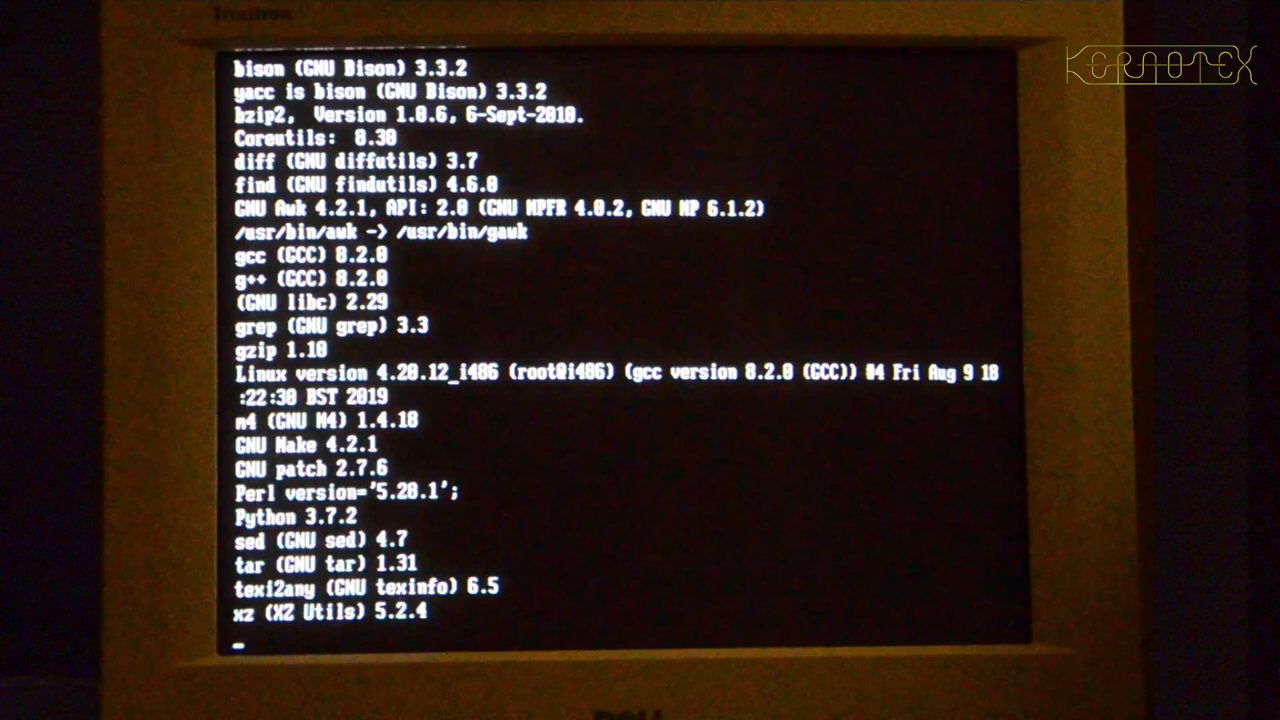 Trinitron
KERNOTEX
bison (GNU Bison) 3.3.2
yacc is bison (GNU Bison) 3.3.2
bzip2,  Version 1.0.6, 6-Sept-2010.
Coreutils:  8.30
diff (GNU diffutils) 3.7
find (GNU findutils) 4.6.0
GNU Awk 4.2.1, API: 2.0 (GNU MPFR 4.0.2, GNU MP 6.1.2)
/usr/bin/awk -> /usr/bin/gawk
gcc (GCC) 8.2.0
g++ (GCC) 8.2.0
(GNU libc) 2.29
grep (GNU grep) 3.3
gzip 1.10
Linux version 4.20.12_i486 (root@i486) (gcc version 8.2.0 (GCC)) #4 Fri Aug 9 18
:22:30 BST 2019
m4 (GNU M4) 1.4.18
GNU Make 4.2.1
GNU patch 2.7.6
Perl version='5.28.1';
Python 3.7.2
sed (GNU sed) 4.7
tar (GNU tar) 1.31
texi2any (GNU texinfo) 6.5
xz (XZ Utils) 5.2.4